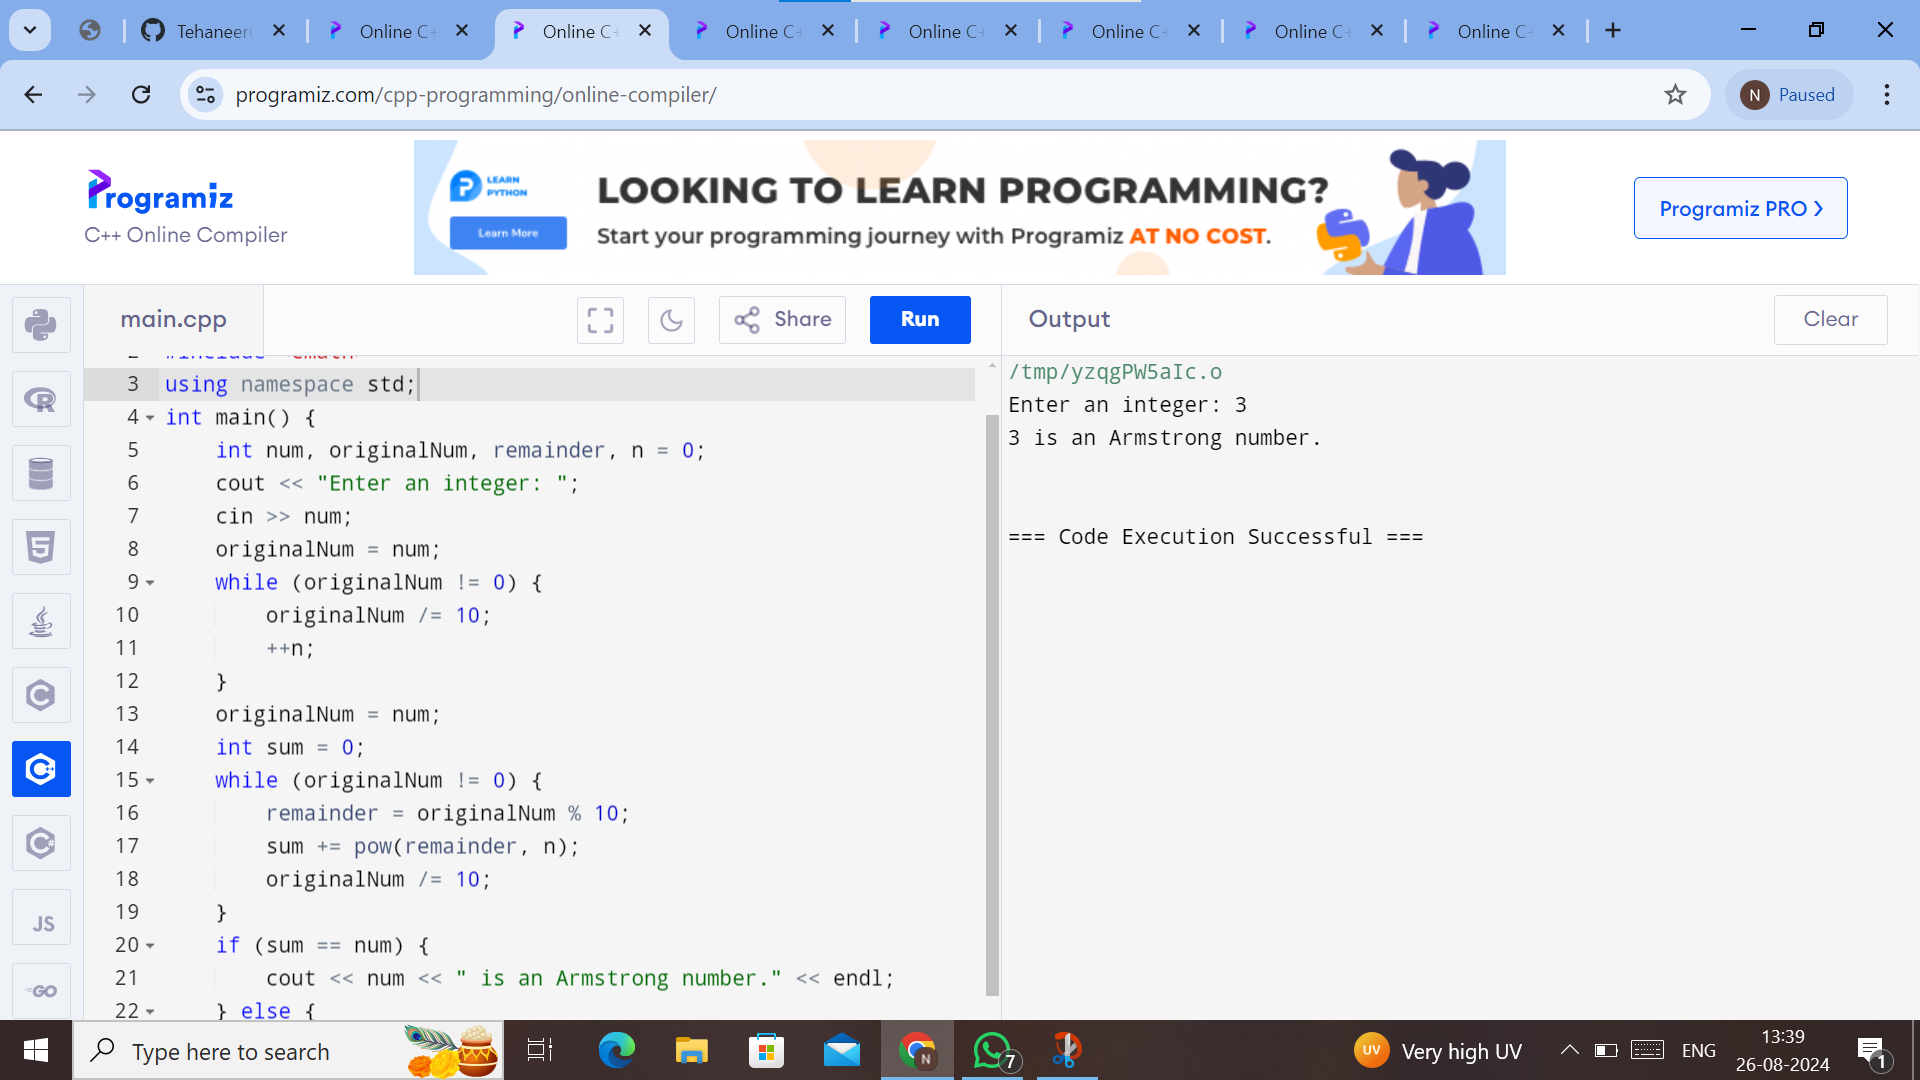 Tehaneer
Online C
Online C
Online C
Online C
Online C
Online C
Online C
programiz.com/cpp-programming/online-compiler/
N
Paused
Programiz
C++ Online Compiler
LEARN
PYTHON
Learn More
LOOKING TO LEARN PROGRAMMING?
Start your programming journey with Programiz AT NO COST.
Programiz PRO
main.cpp
Share
Run
Output
Clear
2 #include <cmath>
3 using namespace std;
4 int main() {
5 int num, originalNum, remainder, n = 0;
6 cout << "Enter an integer: ";
7 cin >> num;
8 originalNum = num;
9 while (originalNum != 0) {
10 originalNum /= 10;
11 ++n;
12 }
13 originalNum = num;
14 int sum = 0;
15 while (originalNum != 0) {
16 remainder = originalNum % 10;
17 sum += pow(remainder, n);
18 originalNum /= 10;
19 }
20 if (sum == num) {
21 cout << num << " is an Armstrong number." << endl;
22 } else {
/tmp/yzqgPW5aIc.o
Enter an integer: 3
3 is an Armstrong number.
=== Code Execution Successful ===
JS
GO
Type here to search
N
7
UV
Very high UV
ENG
13:39
26-08-2024
1